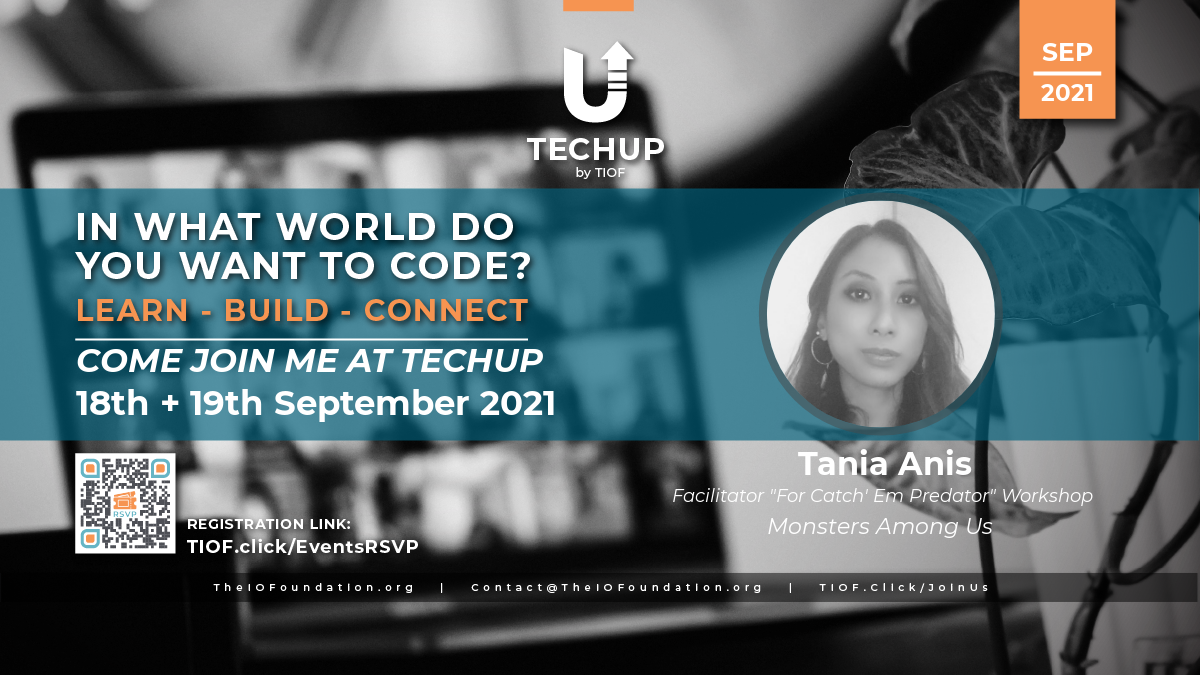 SEP
2021
TECHUP
by TIOF
IN WHAT WORLD DO
YOU WANT TO CODE?
LEARN - BUILD - CONNECT
COME JOIN ME AT TECHUP
18th + 19th September 2021
RSVP
REGISTRATION LINK:
TIOF.click/EventsRSVP
Tania Anis
Facilitator "For Catch' Em Predator" Workshop
Monsters Among Us
TheIOFoundation.org | Contact@TheIOFoundation.org | TIOF.Click/JoinUs